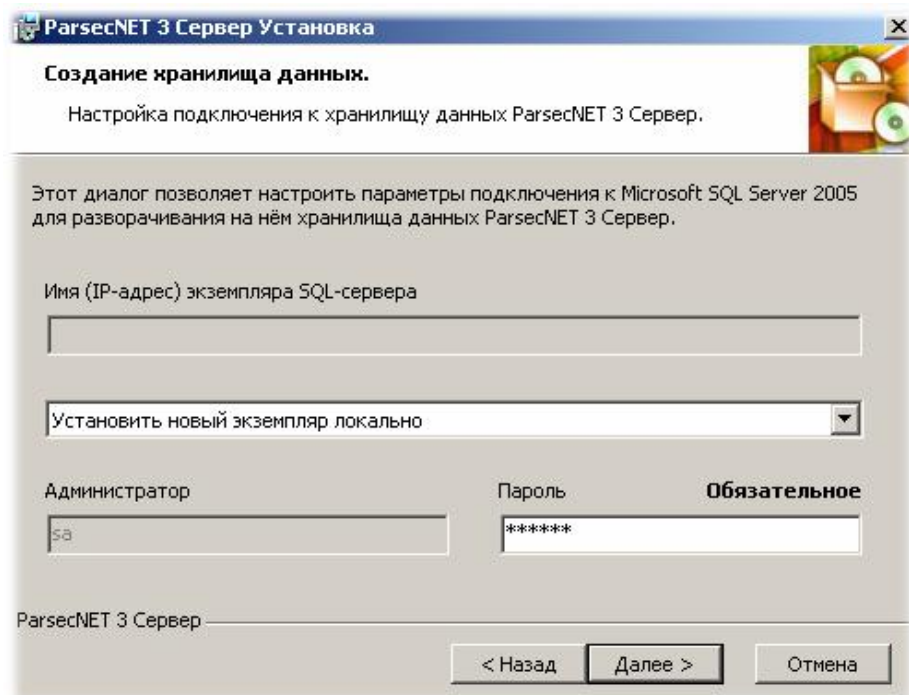 ParsecNET 3 Сервер Установка
Создание хранилища данных.
Настройка подключения к хранилищу данных ParsecNET 3 Сервер.
Этот диалог позволяет настроить параметры подключения к Microsoft SQL Server 2005
для разворачивания на нём хранилища данных ParsecNET 3 Сервер.
Имя (IP-адрес) экземпляра SQL-сервера
Установить новый экземпляр локально
Администратор
Пароль
Обязательное
sa
******
ParsecNET 3 Сервер
< Назад
Далее >
Отмена